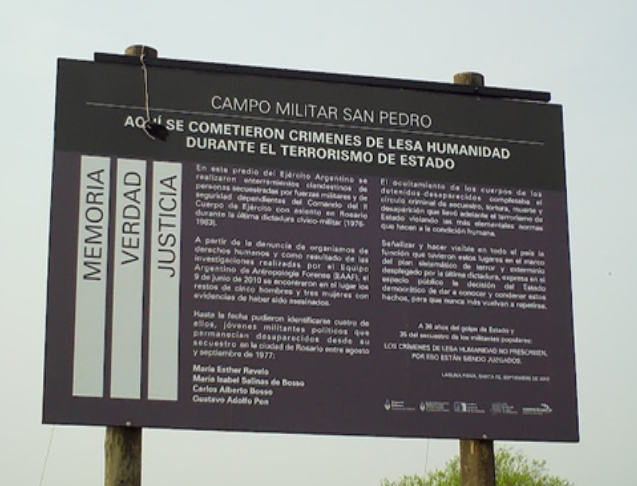 CAMPO MILITAR SAN PEDRO
AQUÍ SE COMETIERON CRIMENES DE LESA HUMANIDAD
DURANTE EL TERRORISMO DE ESTADO
MEMORIA
VERDAD
JUSTICIA
En este predio del Ejército Argentino se
realizaron enterramientos clandestinos de
personas secuestradas por fuerzas militares y de
seguridad dependientes del Comando del II
Cuerpo de Ejército con asiento en Rosario
durante la última dictadura cívico-militar (1976-
1983).
A partir de la denuncia de organismos de
derechos humanos y como resultado de las
investigaciones realizadas por el Equipo
Argentino de Antropología Forense (EAAF), el
9 de junio de 2010 se encontraron en el lugar los
restos de cinco hombres y tres mujeres con
evidencias de haber sido asesinados.
Hasta la fecha pudieron identificarse cuatro de
ellos, jóvenes militantes políticos que
permanecían desaparecidos desde su
secuestro en la ciudad de Rosario entre agosto
y septiembre de 1977:
María Esther Ravelo
María Isabel Salinas de Bosso
Carlos Alberto Bosso
Gustavo Adolfo Pon
El ocultamiento de los cuerpos de los
detenidos-desaparecidos completaba el
círculo criminal de secuestro, tortura, muerte y
desaparición que llevó adelante el terrorismo de
Estado violando las más elementales normas
que hacen a la condición humana.
Señalizar y hacer visible en todo el país la
función que tuvieron estos lugares en el marco
del plan sistemático de terror y exterminio
desplegado por la última dictadura, expresa en el
espacio público la decisión del Estado
democrático de dar a conocer y condenar estos
hechos, para que nunca más vuelvan a repetirse.
A 36 años del golpe de Estado y
35 del secuestro de los militantes populares:
LOS CRÍMENES DE LESA HUMANIDAD NO PRESCRIBEN,
POR ESO ESTÁN SIENDO JUZGADOS.
LAGUNA PAIVA, SANTA FE, SEPTIEMBRE DE 2012